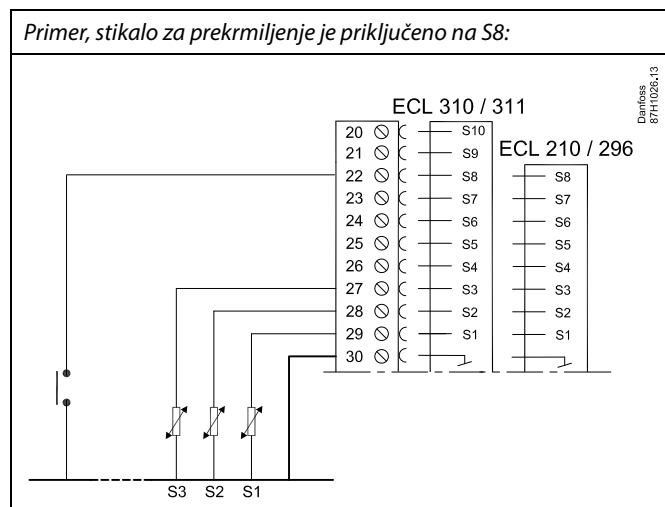 Primer, stikalo za prekrmiljenje je priključeno na S8:
Danfoss
87H1026.13
ECL 310 / 311
ECL 210 / 296
20 S10
21 S9
22 S8 S8
23 S7 S7
24 S6 S6
25 S5 S5
26 S4 S4
27 S3 S3
28 S2 S2
29 S1 S1
30
S3 S2 S1